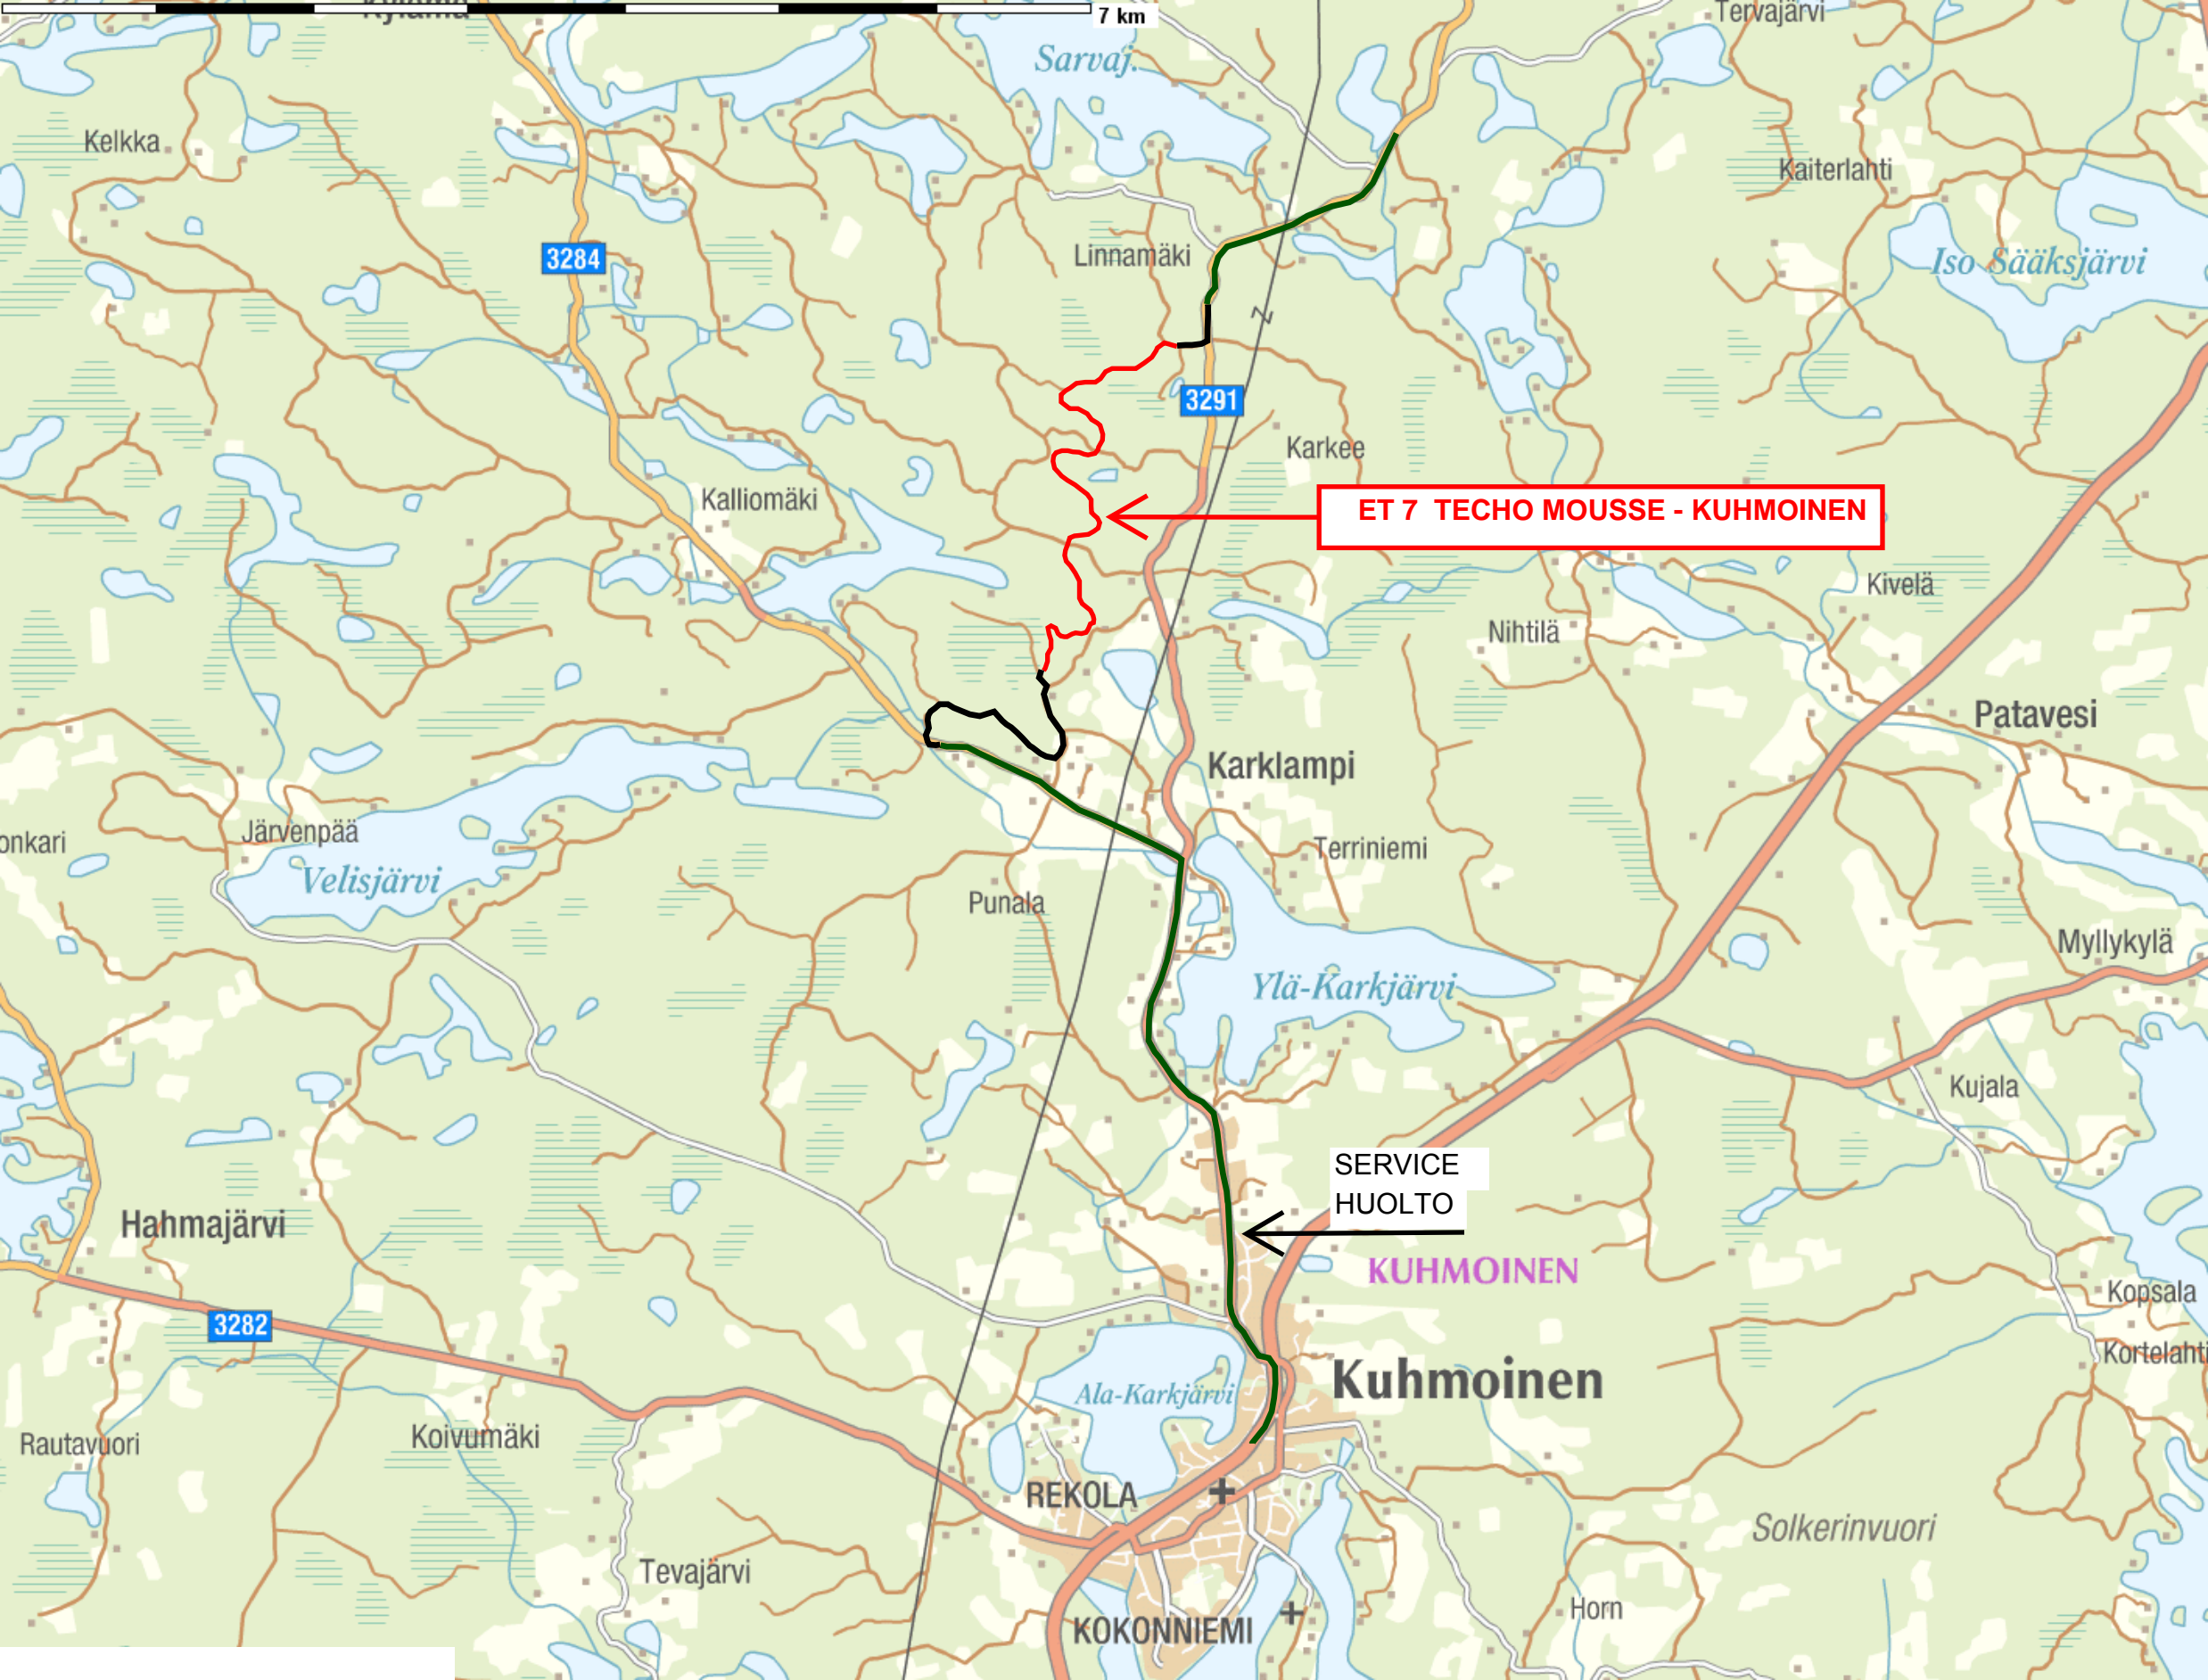 7 km
Tervajärvi
Sarvaj.
Kelkka
Kaiterlahti
3284
Linnamäki
Iso Sääksjärvi
Z
3291
Karkee
Kalliomäki
ET 7 TECHO MOUSSE - KUHMOINEN
Kivelä
Nihtilä
Patavesi
Karklampi
Järvenpää
onkari
Terriniemi
Velisjärvi
Punala
Myllykylä
Ylä-Karkjärvi
Kujala
SERVICE
HUOLTO
Hahmajärvi
KUHMOINEN
Kopsala
3282
Kortelahti
Kuhmoinen
Ala-Karkjärvi
Rautavuori
Koivumäki
REKOLA
Solkerinvuori
Tevajärvi
Horn
KOKONNIEMI